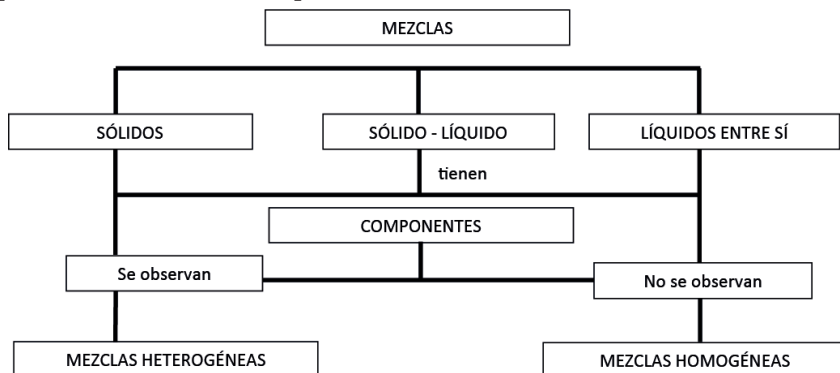 MEZCLAS
SÓLIDOS
SÓLIDO - LÍQUIDO
LÍQUIDOS ENTRE SÍ
tienen
COMPONENTES
Se observan
No se observan
MEZCLAS HETEROGÉNEAS
MEZCLAS HOMOGÉNEAS